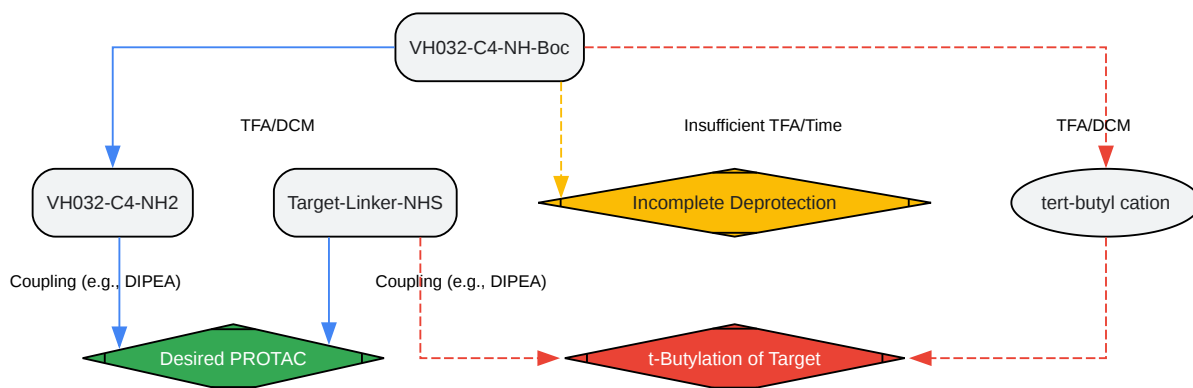 VH032-C4-NH-Boc
TFA/DCM
Insufficient TFA/Time
TFA/DCM
VH032-C4-NH2
Target-Linker-NHS
Incomplete Deprotection
tert-butyl cation
Coupling (e.g., DIPEA)
Coupling (e.g., DIPEA)
Desired PROTAC
t-Butylation of Target